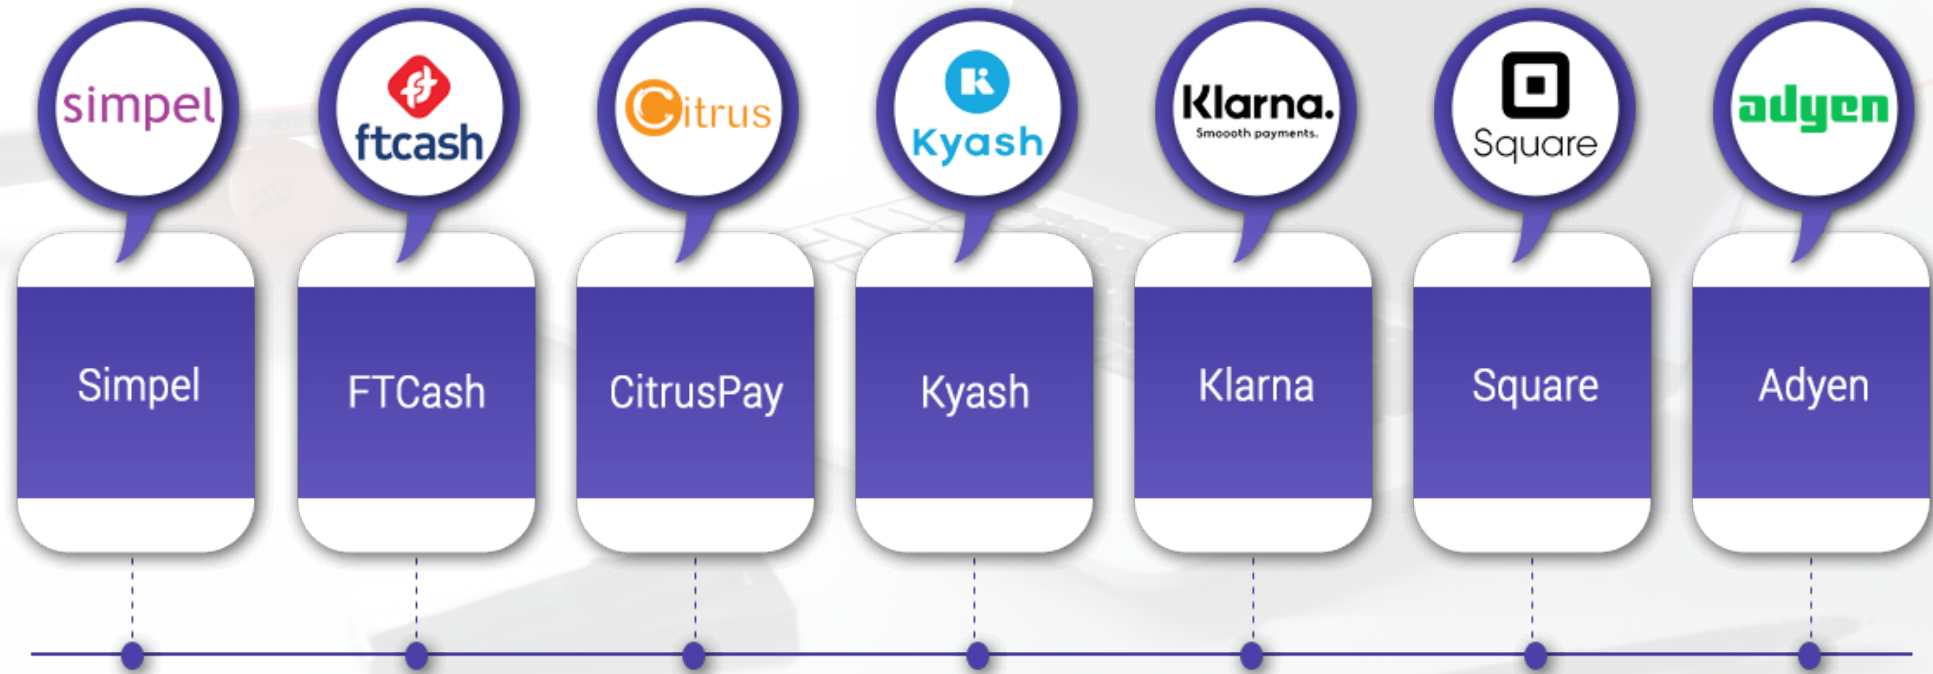 simpel
ftcash
Citrus
Kyash
Klarna.
Smoooth payments.
Square
adyen
Simpel
FTCash
CitrusPay
Kyash
Klarna
Square
Adyen